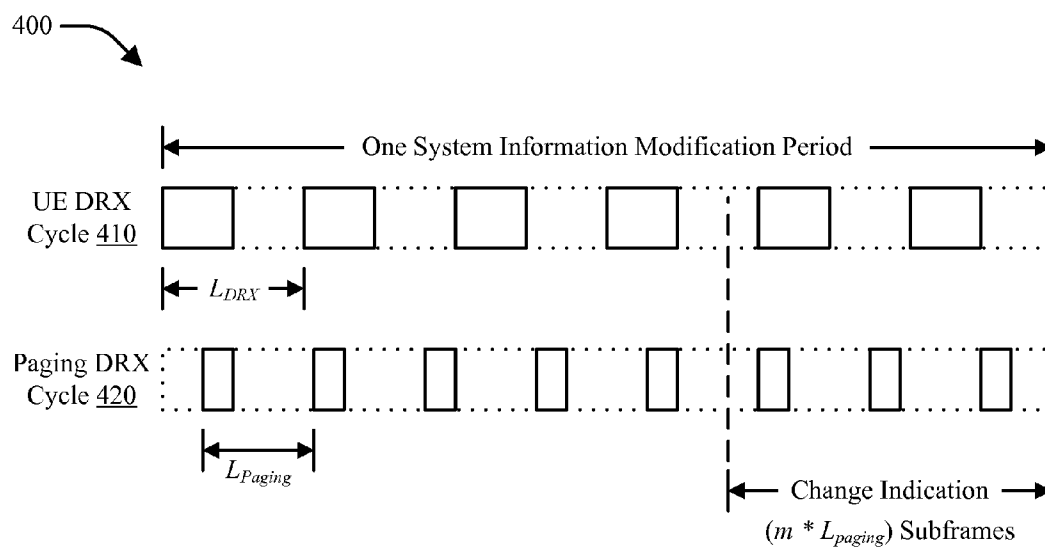 400
One System Information Modification Period
UE DRX
Cycle 410
L_DRX
Paging DRX
Cycle 420
L_Paging
Change Indication
(m * L_paging) Subframes